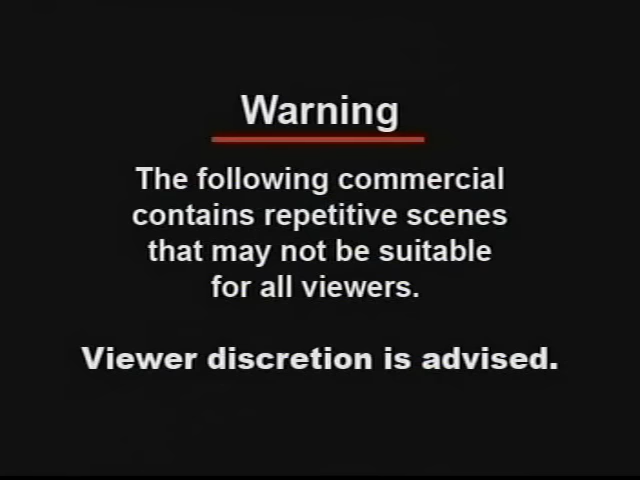 Warning
The following commercial
contains repetitive scenes
that may not be suitable
for all viewers.
Viewer discretion is advised.